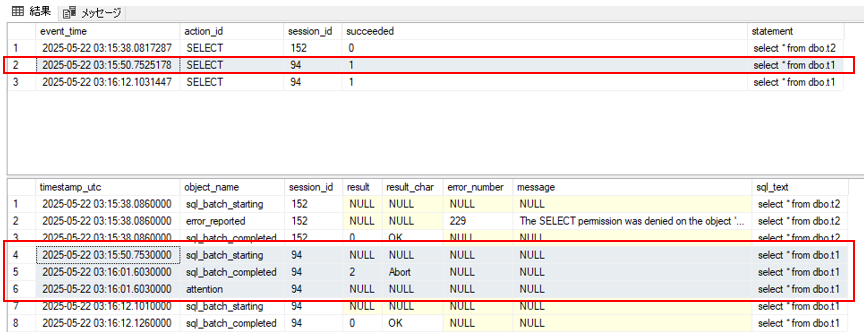 結果 メッセージ
event_time action_id session_id succeeded statement
1 2025-05-22 03:15:38.0817287 SELECT 152 0 select * from dbo.t2
2 2025-05-22 03:15:50.7525178 SELECT 94 1 select * from dbo.t1
3 2025-05-22 03:16:12.1031447 SELECT 94 1 select * from dbo.t1
timestamp_utc object_name session_id result result_char error_number message sql_text
1 2025-05-22 03:15:38.0860000 sql_batch_starting 152 NULL NULL NULL NULL select * from dbo.t2
2 2025-05-22 03:15:38.0860000 error_reported 152 NULL NULL 229 The SELECT permission was denied on the object '... select * from dbo.t2
3 2025-05-22 03:15:38.0860000 sql_batch_completed 152 0 OK NULL NULL select * from dbo.t2
4 2025-05-22 03:15:50.7530000 sql_batch_starting 94 NULL NULL NULL NULL select * from dbo.t1
5 2025-05-22 03:16:01.6030000 sql_batch_completed 94 2 Abort NULL NULL select * from dbo.t1
6 2025-05-22 03:16:01.6030000 attention 94 NULL NULL NULL NULL select * from dbo.t1
7 2025-05-22 03:16:12.1010000 sql_batch_starting 94 NULL NULL NULL NULL select * from dbo.t1
8 2025-05-22 03:16:12.1260000 sql_batch_completed 94 0 OK NULL NULL select * from dbo.t1